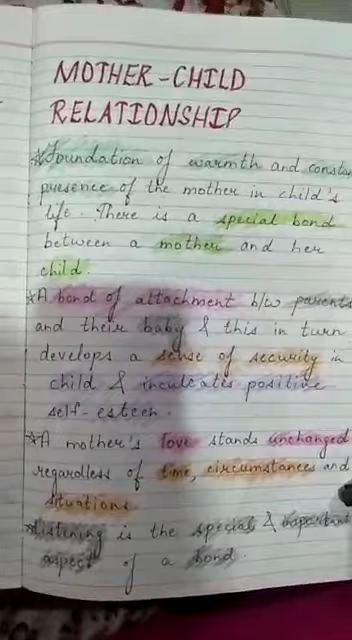 MOTHER-CHILD
RELATIONSHIP
*Foundation of warmth and consta
presence of the mother in child's
life. There is a special bond
between a mother and her
child.
*A bond of attachment b/w parents
and their baby & this in turn
develops a sense of security in
child & inculcates positive
self-esteen.
*A mother's love stands unchanged
regardless of time, circumstances and
situations.
*Listening is the special & important
aspect of a bond.